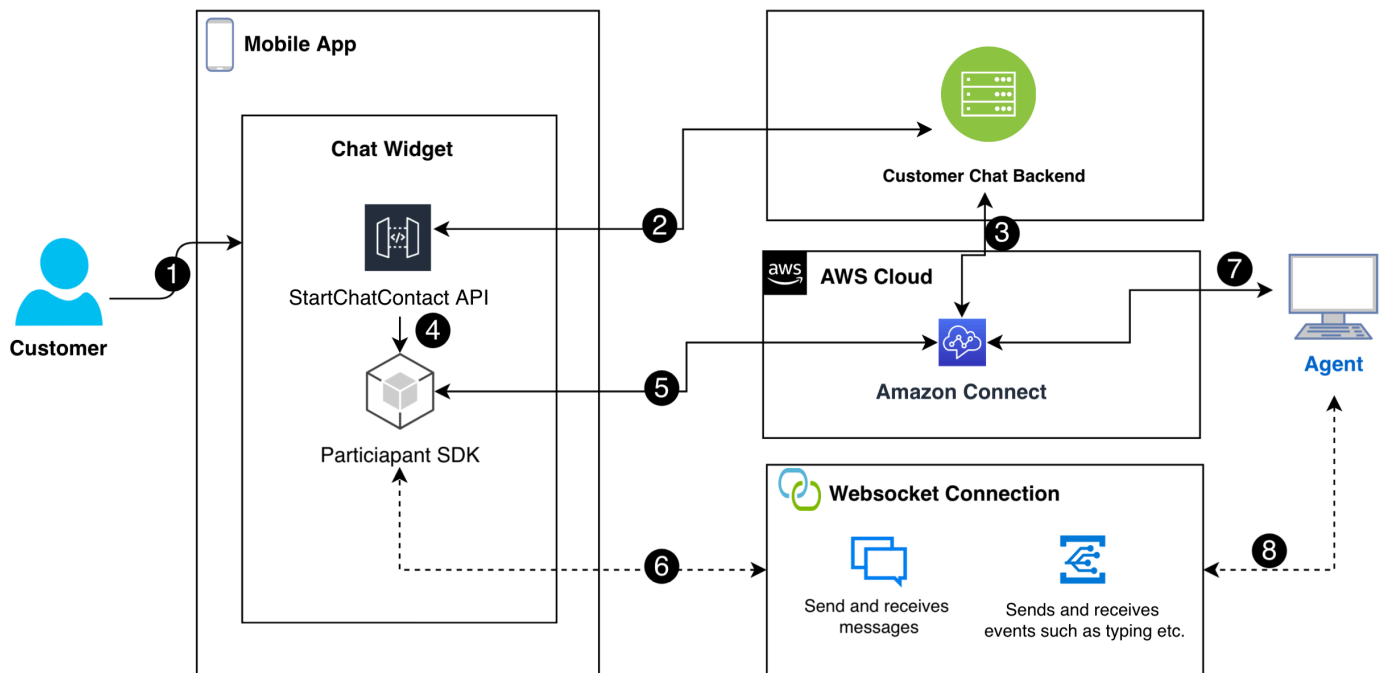 Mobile App
Chat Widget
StartChatContact API
Particiapant SDK
Customer
1
2
3
4
5
6
7
8
Customer Chat Backend
aws
AWS Cloud
Amazon Connect
Agent
Websocket Connection
Send and receives
messages
Sends and receives
events such as typing etc.